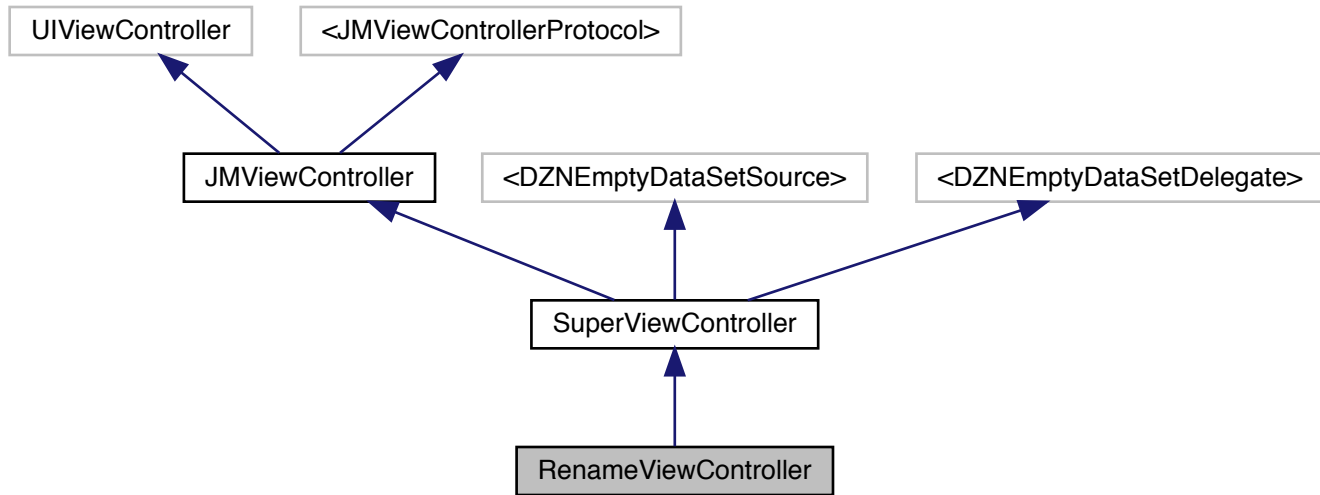 UIViewController
<JMViewControllerProtocol>
JMViewController
<DZNEmptyDataSetSource>
<DZNEmptyDataSetDelegate>
SuperViewController
RenameViewController